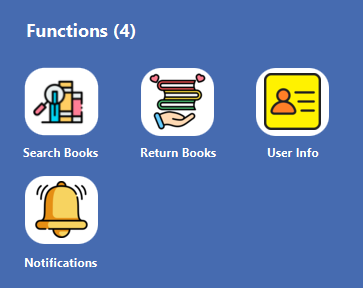 Functions (4)
Search Books
Return Books
User Info
Notifications